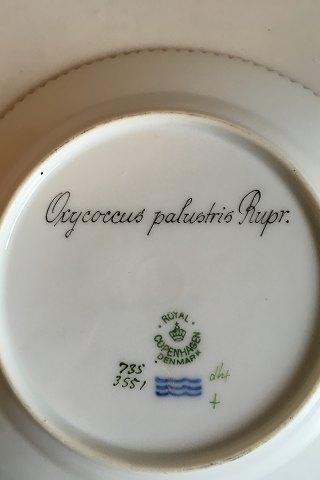 Oxycoccus palustris Rupr.
ROYAL
COPENHAGEN
DENMARK
735
3551